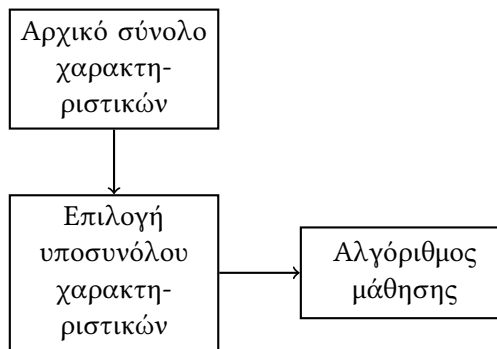 Αρχικό σύνολο
χαρακτη-
ριστικών
Επιλογή
υποσυνόλου
χαρακτη-
ριστικών
Αλγόριθμος
μάθησης